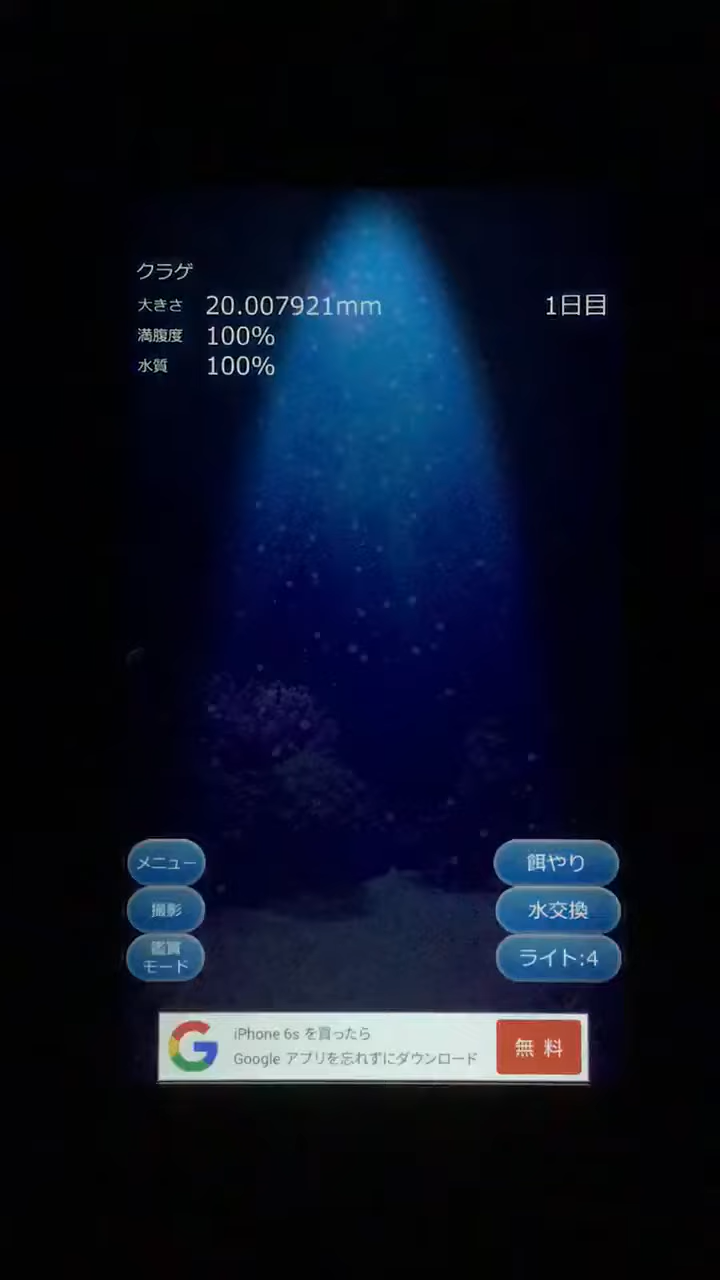 クラゲ
大きさ 20.007921mm 1日目
満腹度 100%
水質 100%
メニュー
餌やり
撮影
水交換
鑑賞
モード
ライト:4
iPhone 6s を買ったら
Google アプリを忘れずにダウンロード
無料